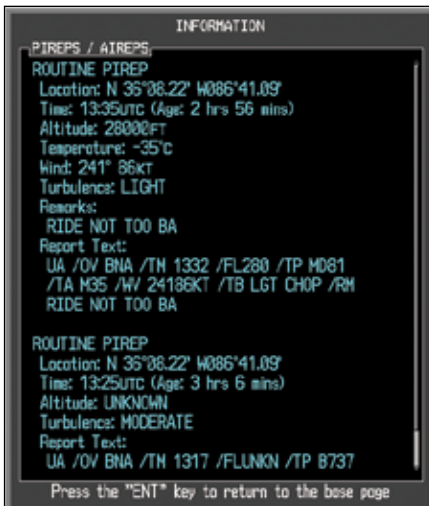 INFORMATION
PIREPS / AIREPS
ROUTINE PIREP
Location: N 36°08.22' W086°41.09'
Time: 13:35UTC (Age: 2 hrs 56 mins)
Altitude: 28000FT
Temperature: -35°C
Wind: 241° 86KT
Turbulence: LIGHT
Remarks:
RIDE NOT TOO BA
Report Text:
UA /OV BNA /TM 1332 /FL280 /TP MD81
/TA M35 /WV 24186KT /TB LGT CHOP /RM
RIDE NOT TOO BA
ROUTINE PIREP
Location: N 36°08.22' W086°41.09'
Time: 13:25UTC (Age: 3 hrs 6 mins)
Altitude: UNKNOWN
Turbulence: MODERATE
Report Text:
UA /OV BNA /TM 1317 /FLUNKN /TP B737
Press the "ENT" key to return to the base page